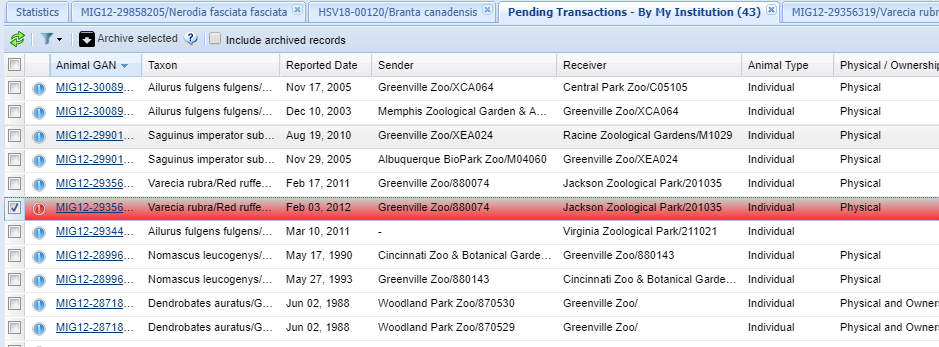 Statistics MIG12-29858205/Nerodia fasciata fasciata HSV18-00120/Branta canadensis Pending Transactions - By My Institution (43) MIG12-29356319/Varecia rubr
Archive selected Include archived records
Animal GAN Taxon Reported Date Sender Receiver Animal Type Physical / Ownership
MIG12-30089... Ailurus fulgens fulgens/... Nov 17, 2005 Greenville Zoo/XCA064 Central Park Zoo/C05105 Individual Physical
MIG12-30089... Ailurus fulgens fulgens/... Dec 10, 2003 Memphis Zoological Garden & A... Greenville Zoo/XCA064 Individual Physical
MIG12-29901... Saguinus imperator sub... Aug 19, 2010 Greenville Zoo/XEA024 Racine Zoological Gardens/M1029 Individual Physical
MIG12-29901... Saguinus imperator sub... Nov 29, 2005 Albuquerque BioPark Zoo/M04060 Greenville Zoo/XEA024 Individual Physical
MIG12-29356... Varecia rubra/Red ruffe... Feb 17, 2011 Greenville Zoo/880074 Jackson Zoological Park/201035 Individual Physical
MIG12-29356... Varecia rubra/Red ruffe... Feb 03, 2012 Greenville Zoo/880074 Jackson Zoological Park/201035 Individual Physical
MIG12-29344... Ailurus fulgens fulgens/... Mar 10, 2011 - Virginia Zoological Park/211021 Individual
MIG12-28996... Nomascus leucogenys/... May 17, 1990 Cincinnati Zoo & Botanical Garde... Greenville Zoo/880143 Individual Physical
MIG12-28996... Nomascus leucogenys/... May 27, 1993 Greenville Zoo/880143 Cincinnati Zoo & Botanical Garde... Individual Physical
MIG12-28718... Dendrobates auratus/G... Jun 02, 1988 Woodland Park Zoo/870530 Greenville Zoo/ Individual Physical and Owners
MIG12-28718... Dendrobates auratus/G... Jun 02, 1988 Woodland Park Zoo/870529 Greenville Zoo/ Individual Physical and Owners